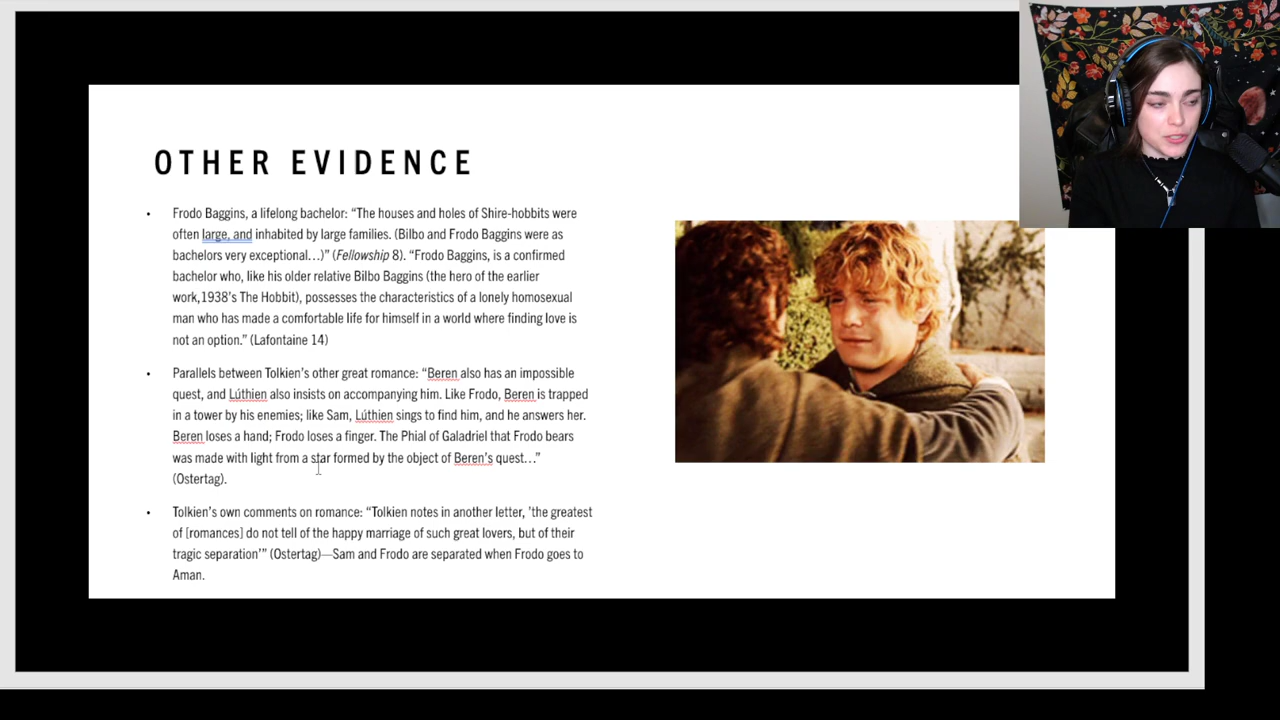 OTHER EVIDENCE
• Frodo Baggins, a lifelong bachelor: “The houses and holes of Shire-hobbits were
often large, and inhabited by large families. (Bilbo and Frodo Baggins were as
bachelors very exceptional…)” (Fellowship 8). “Frodo Baggins, is a confirmed
bachelor who, like his older relative Bilbo Baggins (the hero of the earlier
work,1938’s The Hobbit), possesses the characteristics of a lonely homosexual
man who has made a comfortable life for himself in a world where finding love is
not an option.” (Lafontaine 14)
• Parallels between Tolkien’s other great romance: “Beren also has an impossible
quest, and Lúthien also insists on accompanying him. Like Frodo, Beren is trapped
in a tower by his enemies; like Sam, Lúthien sings to find him, and he answers her.
Beren loses a hand; Frodo loses a finger. The Phial of Galadriel that Frodo bears
was made with light from a star formed by the object of Beren’s quest…”
(Ostertag).
• Tolkien’s own comments on romance: “Tolkien notes in another letter, ’the greatest
of [romances] do not tell of the happy marriage of such great lovers, but of their
tragic separation’” (Ostertag)—Sam and Frodo are separated when Frodo goes to
Aman.